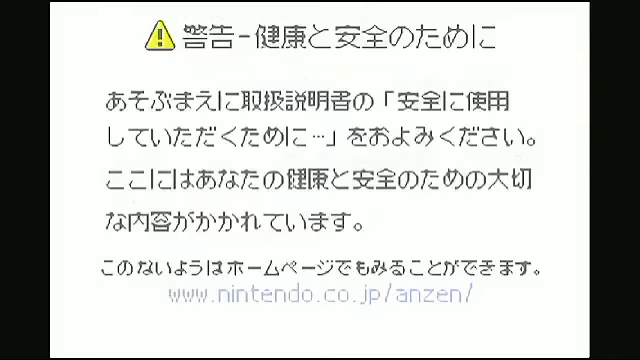 警告-健康と安全のために
あそぶまえに取扱説明書の「安全に使用
していただくために…」をおよみください。
ここにはあなたの健康と安全のための大切
な内容がかかれています。
このないようはホームページでもみることができます。
www.nintendo.co.jp/anzen/